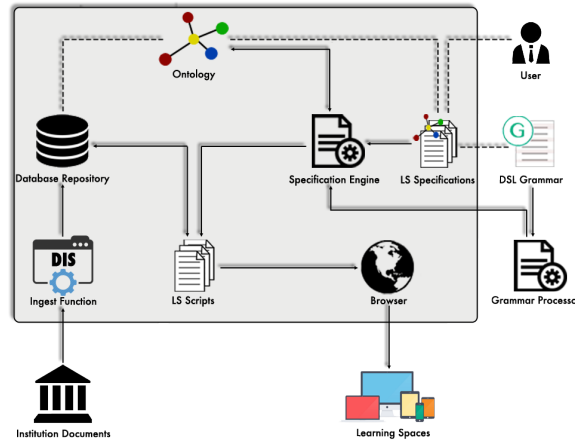 Ontology
User
G
Database Repository
Specification Engine
LS Specifications
DSL Grammar
DIS
Ingest Function
LS Scripts
Browser
Grammar Processo
Institution Documents
Learning Spaces